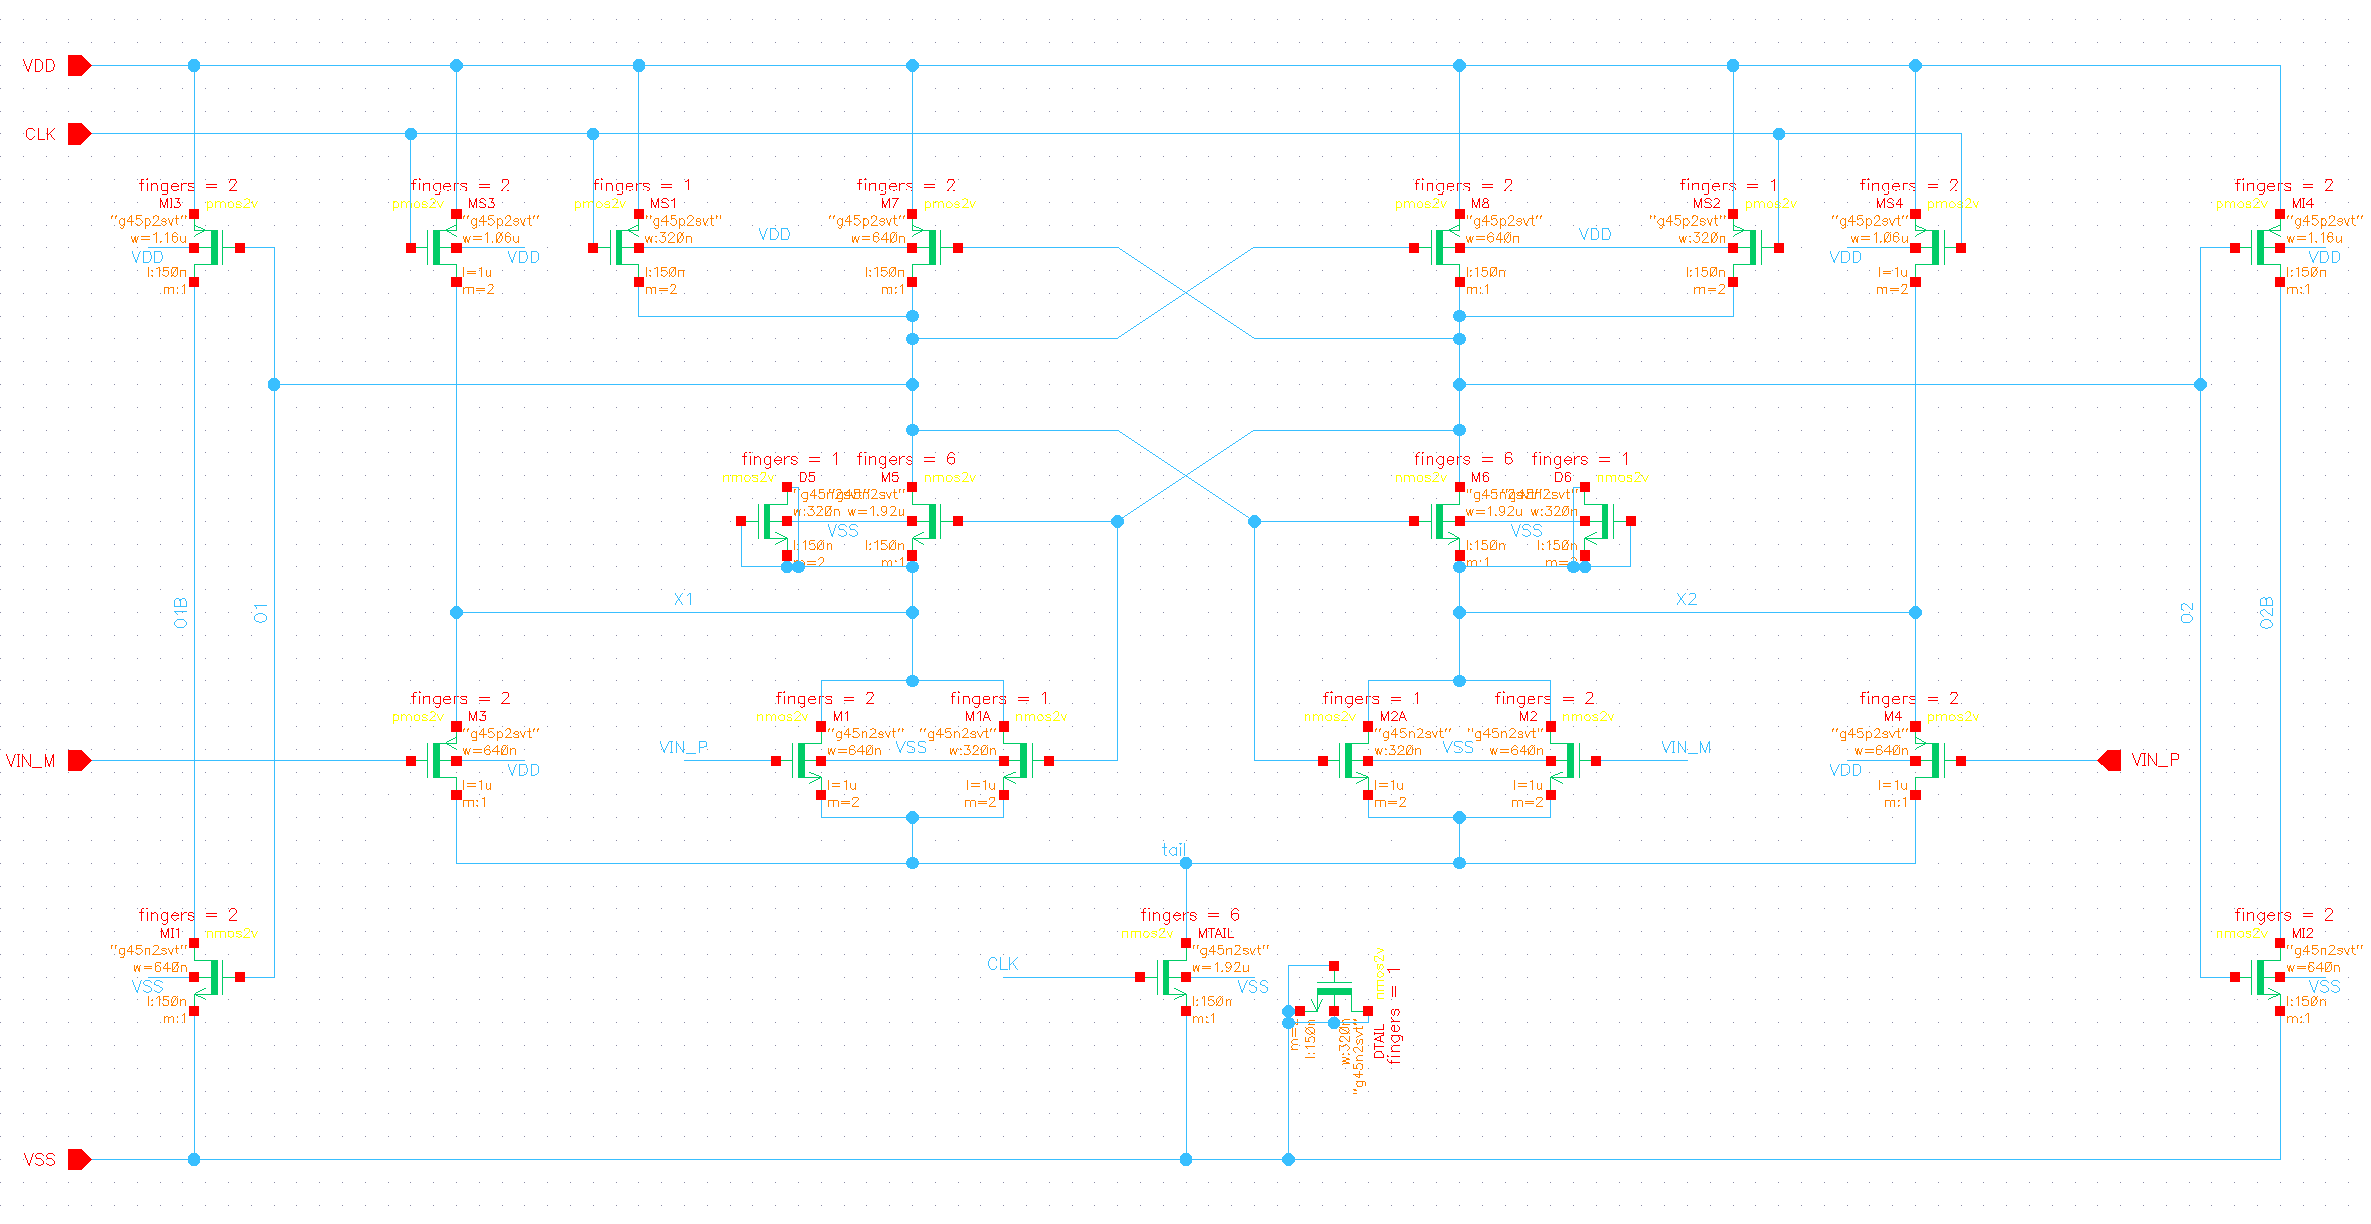 VDD
CLK
fingers = 2
MI3
pmos2v
"g45p2svt"
w=1.16u
VDD
l:150n
m:1
fingers = 2
pmos2v
MS3
"g45p2svt"
w=1.06u
VDD
l=1u
m=2
fingers = 1
pmos2v
MS1
"g45p2svt"
w:320n
l:150n
m=2
VDD
fingers = 2
M7
pmos2v
"g45p2svt"
w=640n
l:150n
m:1
fingers = 2
pmos2v
M8
"g45p2svt"
w=640n
l:150n
m:1
VDD
fingers = 1
MS2
pmos2v
"g45p2svt"
w:320n
l:150n
m=2
fingers = 2
MS4
pmos2v
"g45p2svt"
w=1.06u
VDD
l=1u
m=2
fingers = 2
pmos2v
MI4
"g45p2svt"
w=1.16u
VDD
l:150n
m:1
fingers = 1
nmos2v
D5
"g45n2svt"
w:320n
l:150n
m=2
VSS
fingers = 6
M5
nmos2v
"g45n2svt"
w=1.92u
l:150n
m:1
fingers = 6
nmos2v
M6
"g45n2svt"
w=1.92u
l:150n
m:1
VSS
fingers = 1
D6
nmos2v
"g45n2svt"
w:320n
l:150n
m=2
O1B
O1
X1
X2
O2
O2B
VIN_M
fingers = 2
pmos2v
M3
"g45p2svt"
w=640n
VDD
l=1u
m:1
VIN_P
fingers = 2
nmos2v
M1
"g45n2svt"
w=640n
l=1u
m=2
VSS
fingers = 1
M1A
nmos2v
"g45n2svt"
w:320n
l=1u
m=2
fingers = 1
nmos2v
M2A
"g45n2svt"
w:320n
l=1u
m=2
VSS
fingers = 2
M2
nmos2v
"g45n2svt"
w=640n
l=1u
m=2
VIN_M
fingers = 2
M4
pmos2v
"g45p2svt"
w=640n
VDD
l=1u
m:1
VIN_P
tail
fingers = 2
MI1
nmos2v
"g45n2svt"
w=640n
VSS
l:150n
m:1
CLK
fingers = 6
nmos2v
MTAIL
"g45n2svt"
w=1.92u
VSS
l:150n
m:1
nmos2v
fingers = 1
DTAIL
"g45n2svt"
w:320n
l:150n
fingers = 2
nmos2v
MI2
"g45n2svt"
w=640n
VSS
l:150n
m:1
VSS